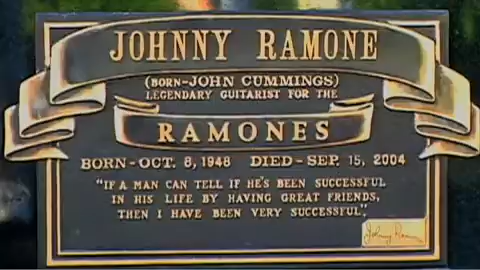 JOHNNY RAMONE
(BORN-JOHN CUMMINGS)
LEGENDARY GUITARIST FOR THE
RAMONES
BORN-OCT. 8, 1948 DIED-SEP. 15, 2004
"IF A MAN CAN TELL IF HE'S BEEN SUCCESSFUL
IN HIS LIFE BY HAVING GREAT FRIENDS,
THEN I HAVE BEEN VERY SUCCESSFUL."
Johnny Ramone